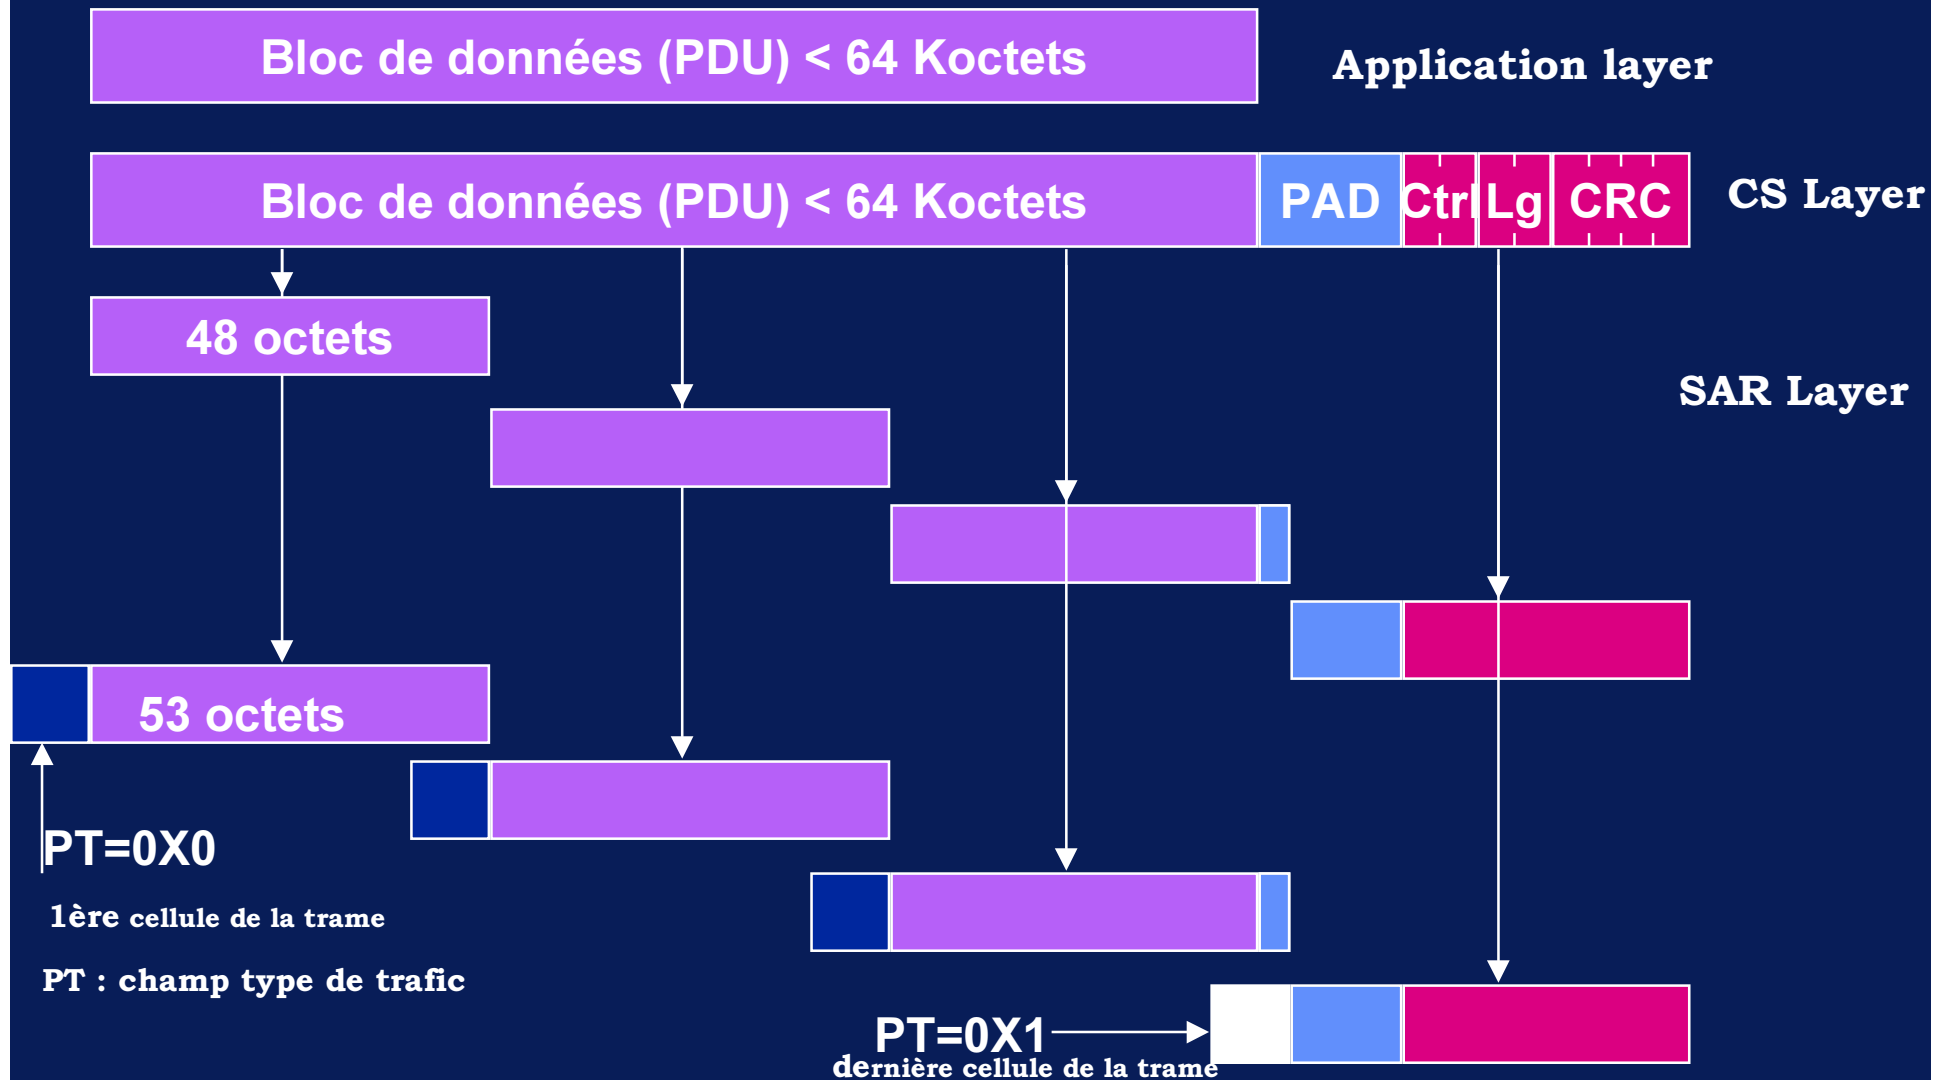 Bloc de données (PDU) < 64 Koctets
Application layer
Bloc de données (PDU) < 64 Koctets
PAD
Ctrl
Lg
CRC
CS Layer
48 octets
SAR Layer
53 octets
PT=0X0
1ère cellule de la trame
PT : champ type de trafic
PT=0X1
dernière cellule de la trame